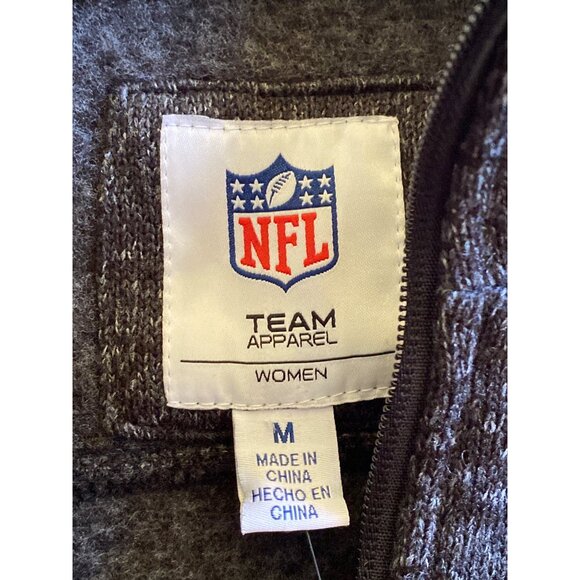 NFL
TEAM
APPAREL
WOMEN
M
MADE IN
CHINA
HECHO EN
CHINA